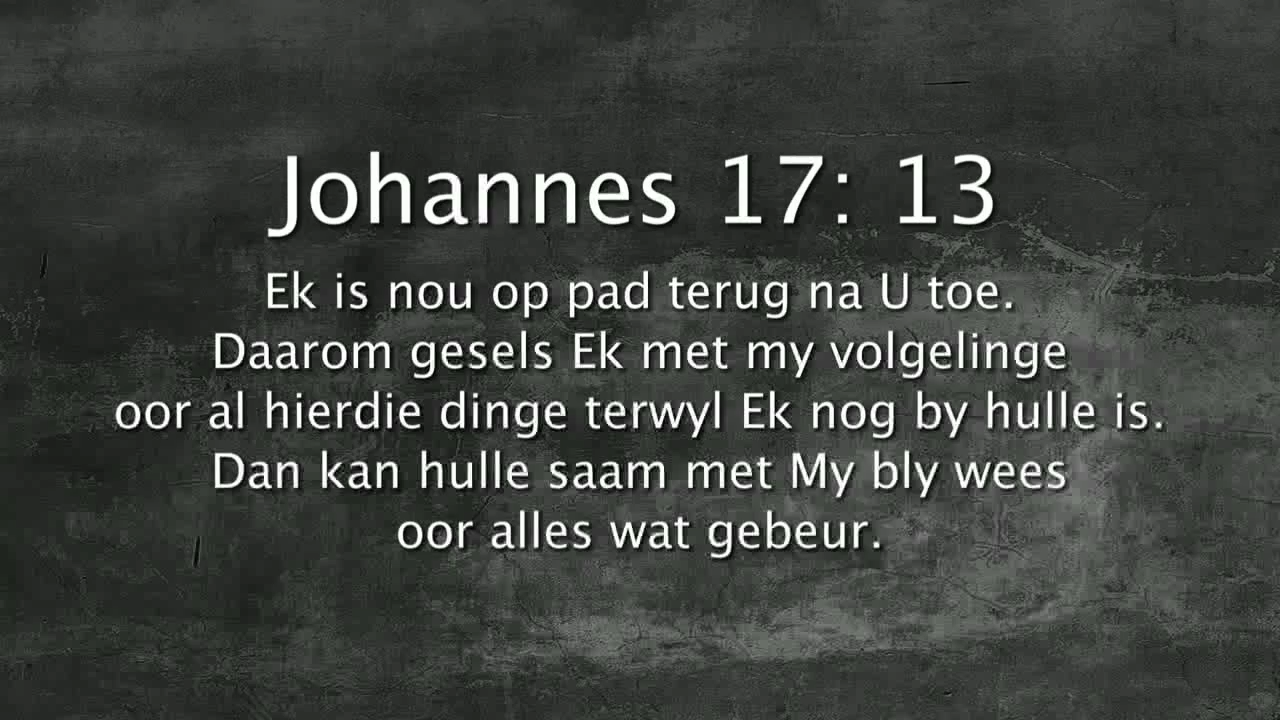 Johannes 17: 13
Ek is nou op pad terug na U toe.
Daarom gesels Ek met my volgelinge
oor al hierdie dinge terwyl Ek nog by hulle is.
Dan kan hulle saam met My bly wees
oor alles wat gebeur.